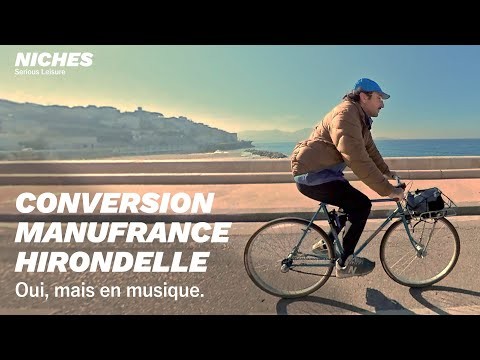 NICHES
Serious Leisure
CONVERSION
MANUFRANCE
HIRONDELLE
Oui, mais en musique.